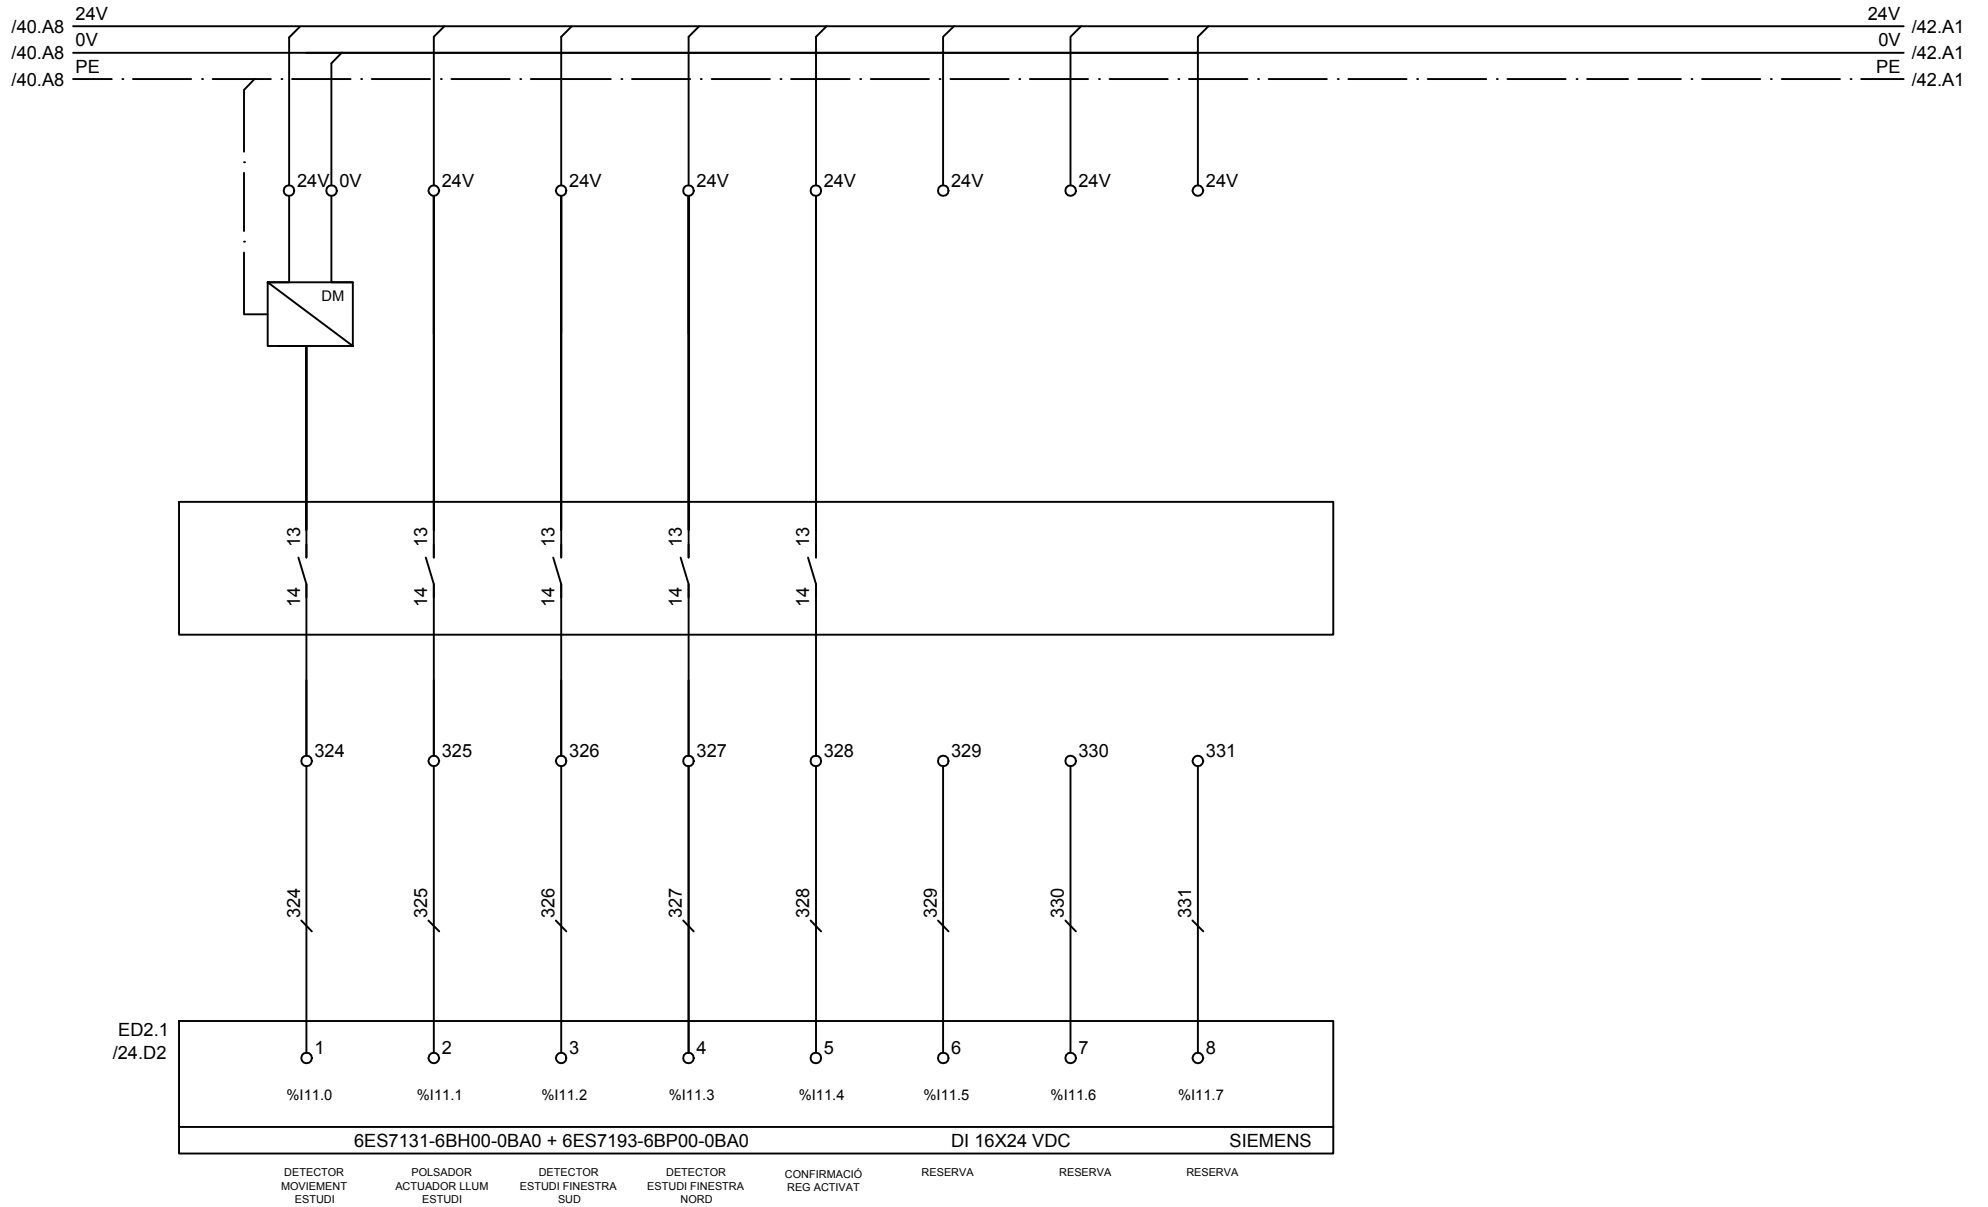 24V 24V
/40.A8 /42.A1
0V 0V
/40.A8 /42.A1
PE PE
/40.A8 /42.A1
24V 0V 24V 24V 24V 24V 24V 24V 24V
DM
13 13 13 13 13
14 14 14 14 14
324 325 326 327 328 329 330 331
324 325 326 327 328 329 330 331
ED2.1
/24.D2
1 2 3 4 5 6 7 8
%I11.0 %I11.1 %I11.2 %I11.3 %I11.4 %I11.5 %I11.6 %I11.7
6ES7131-6BH00-0BA0 + 6ES7193-6BP00-0BA0 DI 16X24 VDC SIEMENS
DETECTOR
MOVIEMENT
ESTUDI
POLSADOR
ACTUADOR LLUM
ESTUDI
DETECTOR
ESTUDI FINESTRA
SUD
DETECTOR
ESTUDI FINESTRA
NORD
CONFIRMACIÓ
REG ACTIVAT
RESERVA
RESERVA
RESERVA